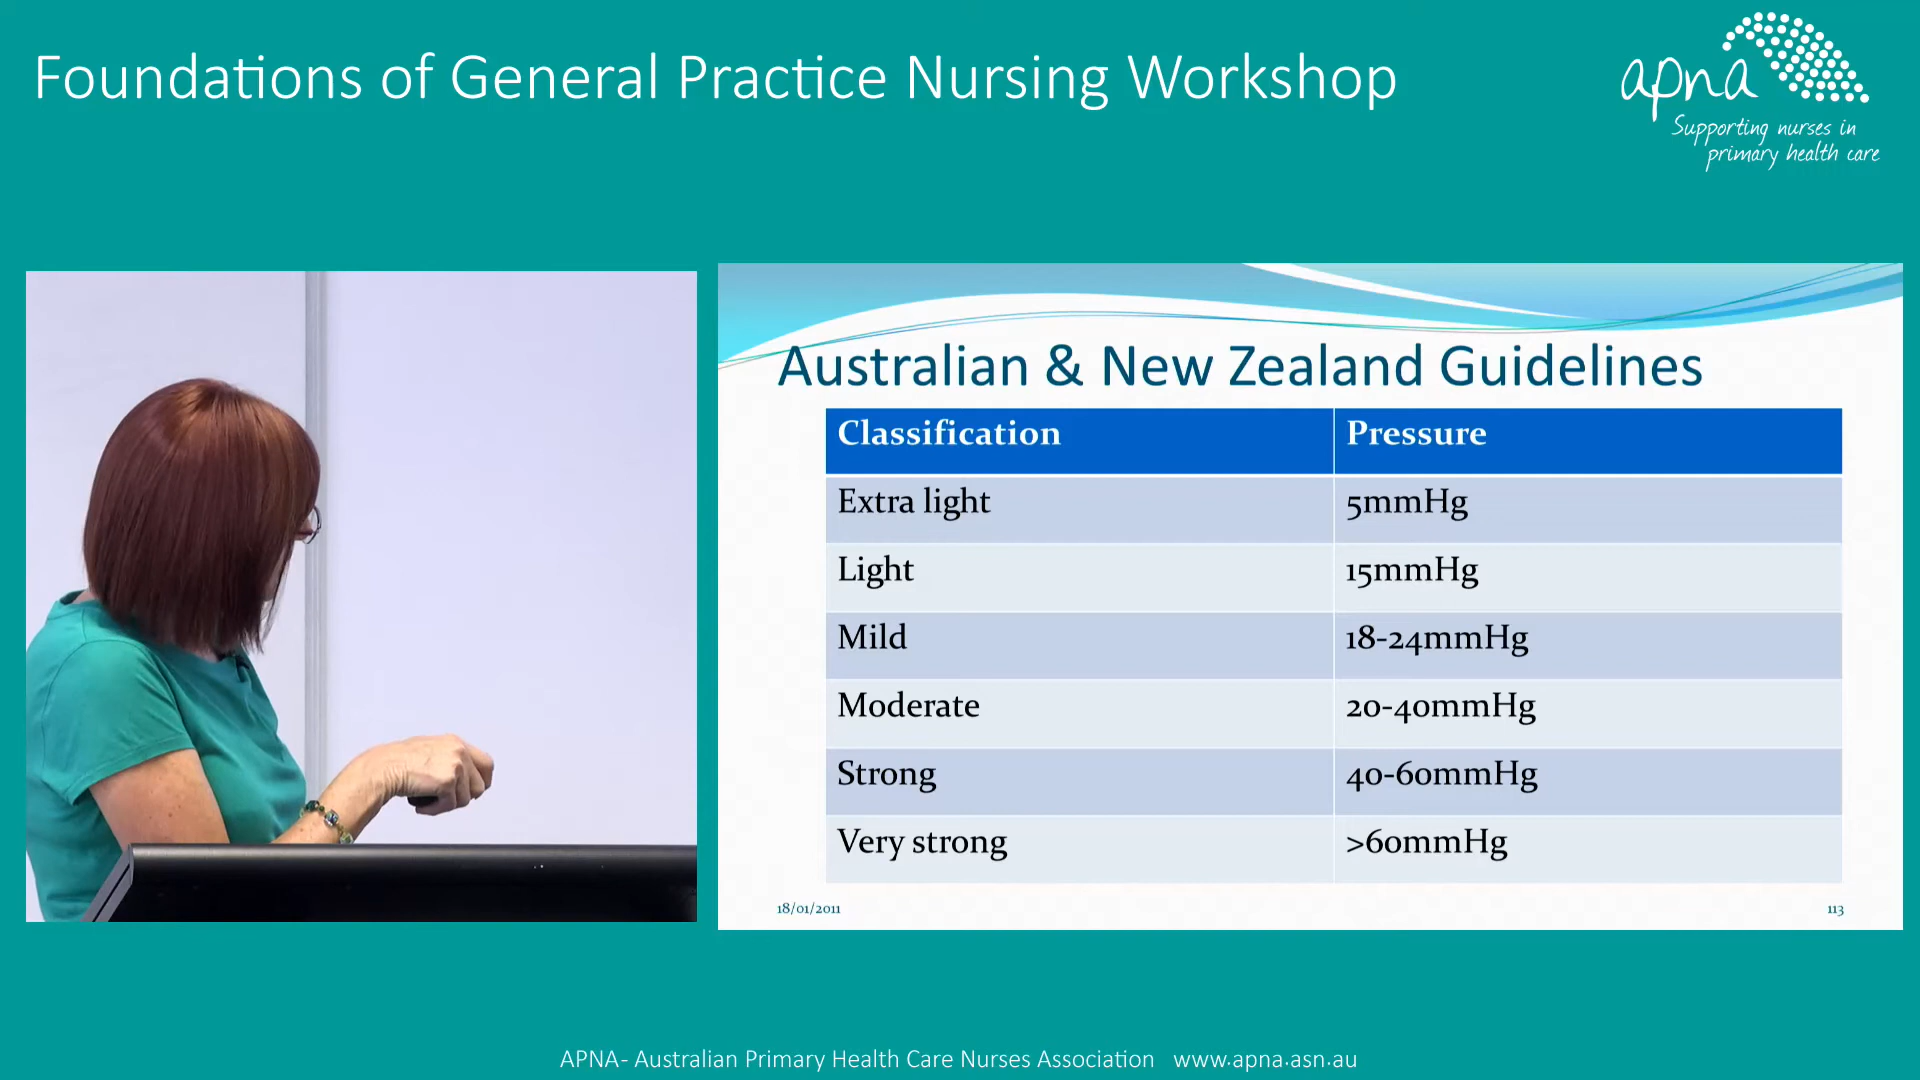 Foundations of General Practice Nursing Workshop
apna
Supporting nurses in
primary health care
Australian & New Zealand Guidelines
Classification Pressure
Extra light 5mmHg
Light 15mmHg
Mild 18-24mmHg
Moderate 20-40mmHg
Strong 40-60mmHg
Very strong >60mmHg
18/01/2011 113
APNA- Australian Primary Health Care Nurses Association www.apna.asn.au